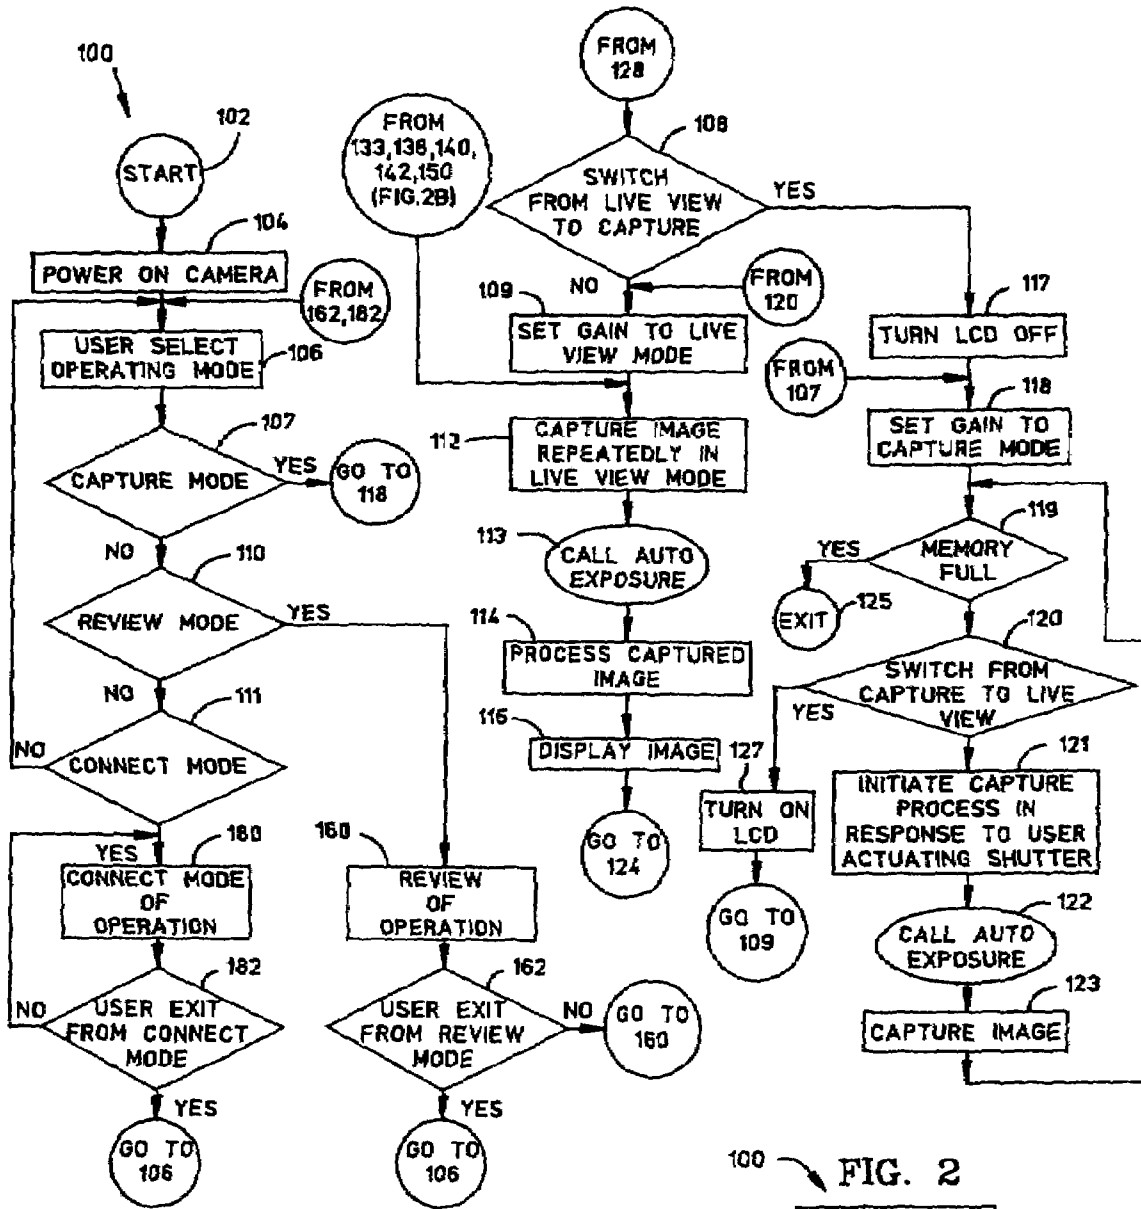 100
START
102
104
POWER ON CAMERA
FROM
162,182
USER SELECT
OPERATING MODE
106
107
CAPTURE MODE
YES
GO TO
118
NO
110
REVIEW MODE
YES
NO
111
NO
CONNECT MODE
YES
180
CONNECT MODE
OF
OPERATION
182
NO
USER EXIT
FROM CONNECT
MODE
YES
GO TO
106
160
REVIEW
OF
OPERATION
162
USER EXIT
FROM REVIEW
MODE
NO
GO TO
160
YES
GO TO
106
FROM
128
FROM
133,138,140,
142,150
(FIG.2B)
108
SWITCH
FROM LIVE VIEW
TO CAPTURE
YES
NO
FROM
120
109
SET GAIN TO LIVE
VIEW MODE
112
CAPTURE IMAGE
REPEATEDLY IN
LIVE VIEW MODE
113
CALL AUTO
EXPOSURE
114
PROCESS CAPTURED
IMAGE
116
DISPLAY IMAGE
GO TO
124
117
TURN LCD OFF
FROM
107
118
SET GAIN TO
CAPTURE MODE
119
YES
MEMORY
FULL
EXIT
125
120
SWITCH FROM
CAPTURE TO LIVE
VIEW
YES
127
TURN ON
LCD
GO TO
109
121
INITIATE CAPTURE
PROCESS IN
RESPONSE TO USER
ACTUATING SHUTTER
122
CALL AUTO
EXPOSURE
123
CAPTURE IMAGE
100
FIG. 2